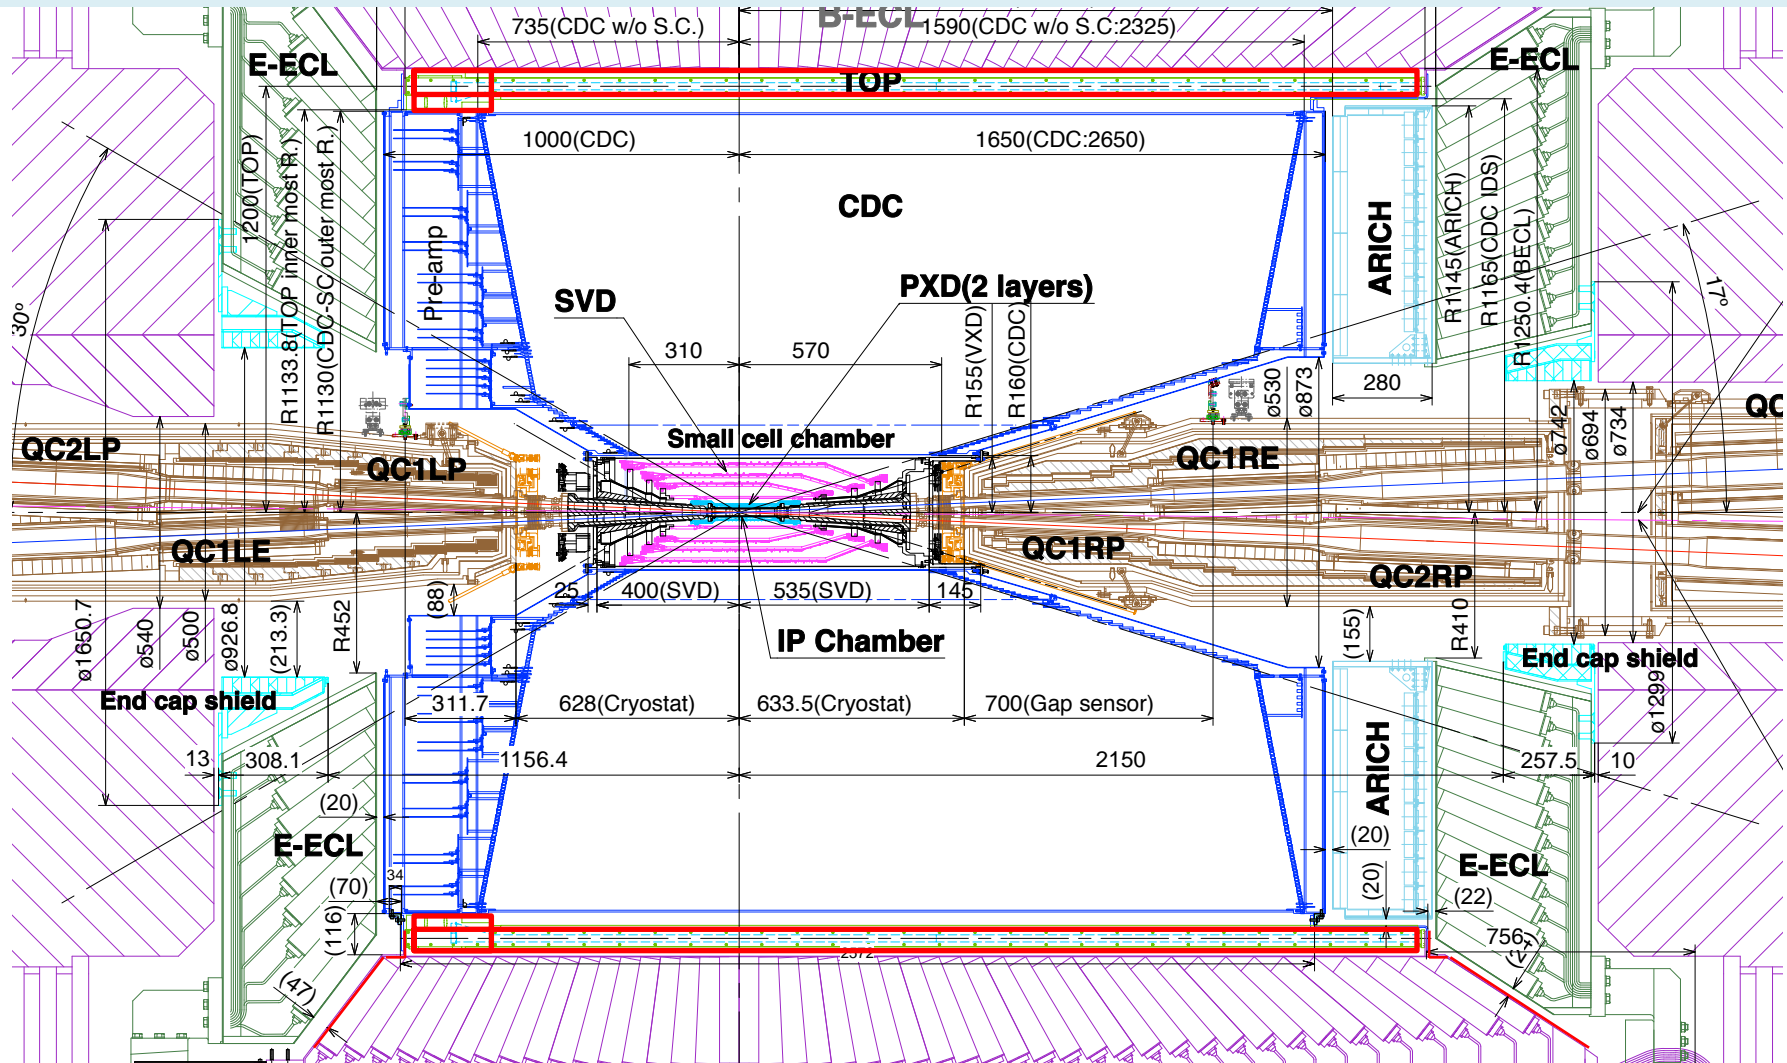 B-ECL
735(CDC w/o S.C.)
1590(CDC w/o S.C:2325)
E-ECL
E-ECL
TOP
1000(CDC)
1650(CDC:2650)
1200(TOP)
R1133.8(TOP inner most R.)
R1130(CDC-SC outer most R.)
Pre-amp
CDC
ARICH
R1145(ARICH)
R1165(CDC IDS)
R1250.4(BECL)
30°
17°
SVD
PXD(2 layers)
310
570
R155(VXD)
R160(CDC)
ø530
ø873
280
ø742
ø694
ø734
QC2LP
QC1LP
Small cell chamber
QC1RE
QC1LE
QC1RP
QC2RP
25
400(SVD)
535(SVD)
145
(88)
IP Chamber
ø1650.7
ø540
ø500
ø926.8
(213.3)
R452
(155)
R410
ø1299
End cap shield
End cap shield
311.7
628(Cryostat)
633.5(Cryostat)
700(Gap sensor)
13
308.1
1156.4
2150
257.5
10
ARICH
(20)
E-ECL
(20)
E-ECL
34
(70)
(20)
(22)
(116)
756
(47)